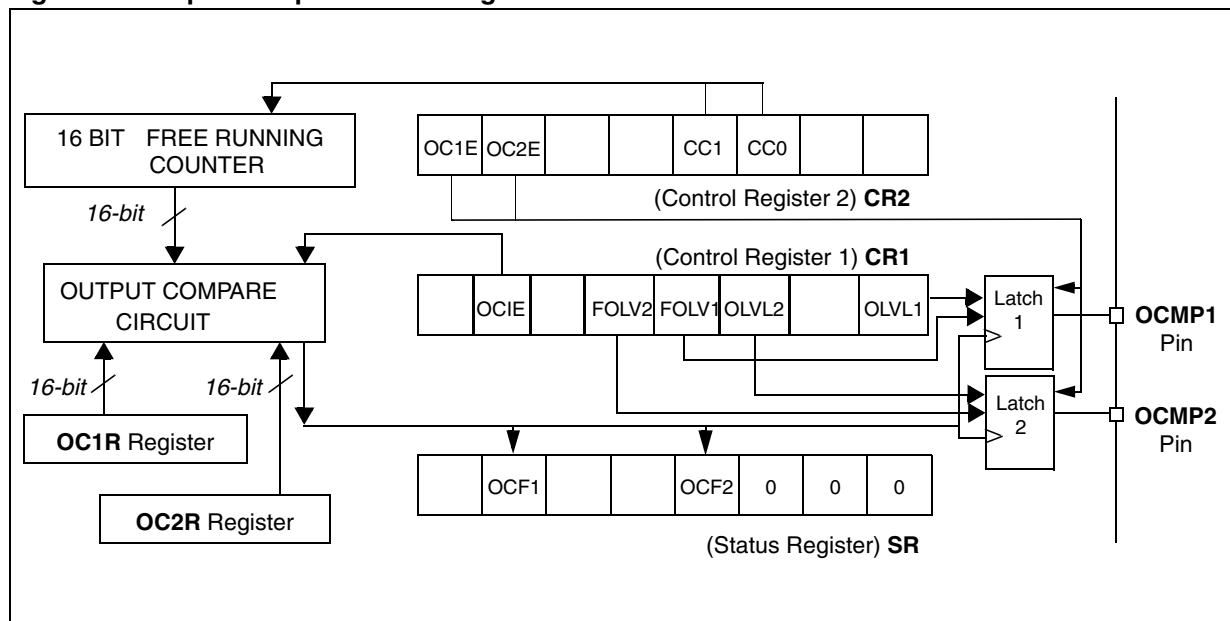 16 BIT FREE RUNNING
COUNTER
16-bit
OC1E OC2E CC1 CC0
(Control Register 2) CR2
(Control Register 1) CR1
OUTPUT COMPARE
CIRCUIT
OCIE FOLV2 FOLV1 OLVL2 OLVL1
Latch
1
OCMP1
Pin
16-bit 16-bit
Latch
2
OCMP2
Pin
OC1R Register
OCF1 OCF2 0 0 0
OC2R Register
(Status Register) SR